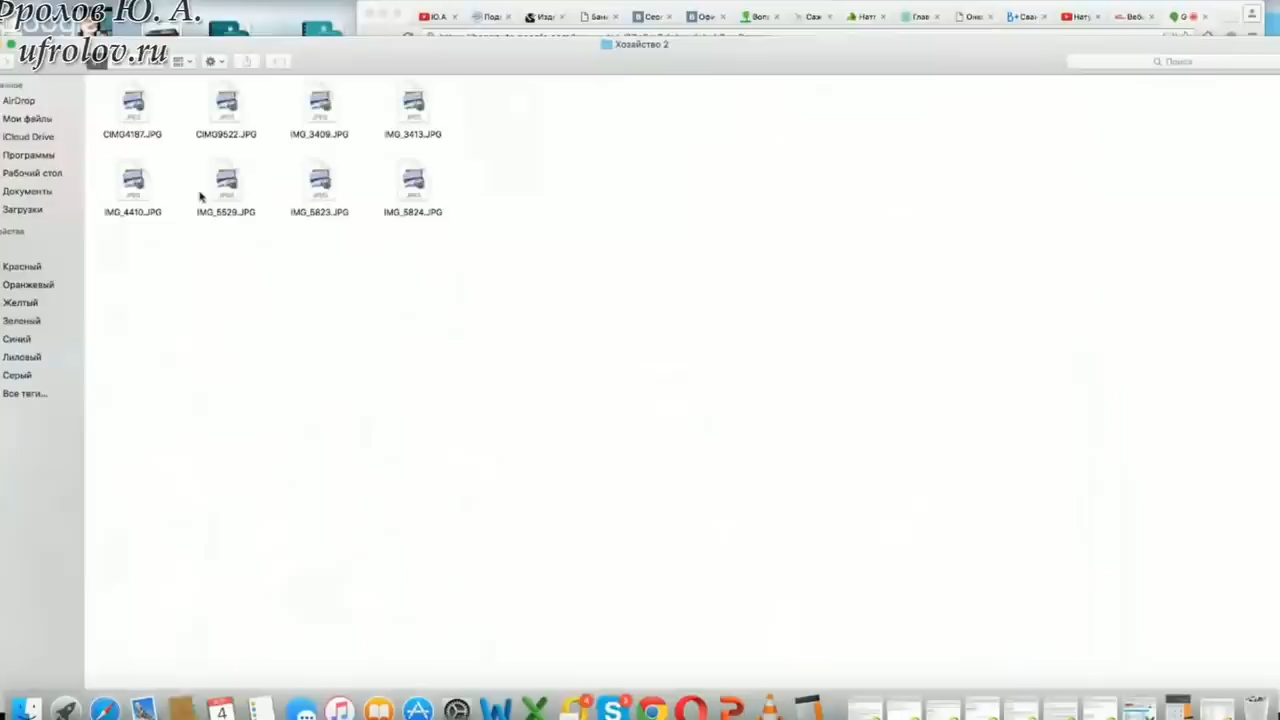 Фролов Ю. А.
ufrolov.ru
Ю.А
Изд
Хозяйство 2
Поиск
AirDrop
Мои файлы
iCloud Drive
Программы
Рабочий стол
Документы
Загрузки
Красный
Оранжевый
Желтый
Зеленый
Синий
Лиловый
Серый
Все теги...
CIMG4187.JPG
CIMG9522.JPG
IMG_3409.JPG
IMG_3413.JPG
IMG_4410.JPG
IMG_5529.JPG
IMG_5823.JPG
IMG_5824.JPG
4